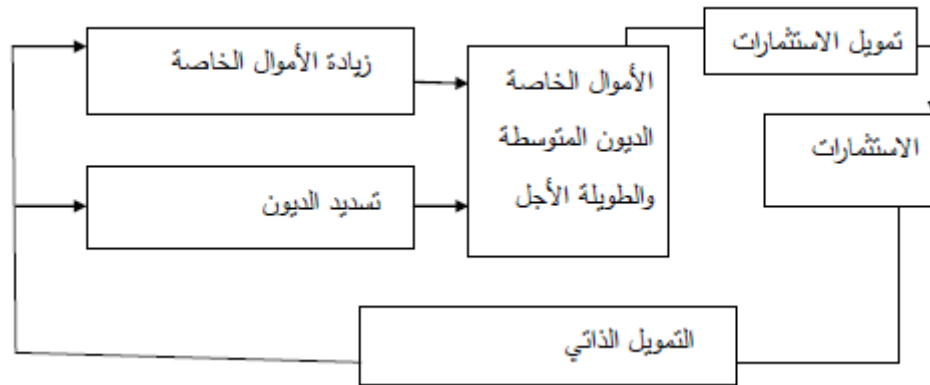 تمويل الاستثمارات
زيادة الأموال الخاصة
الأموال الخاصة
الديون المتوسطة
والطويلة الأجل
الاستثمارات
تسديد الديون
التمويل الذاتي